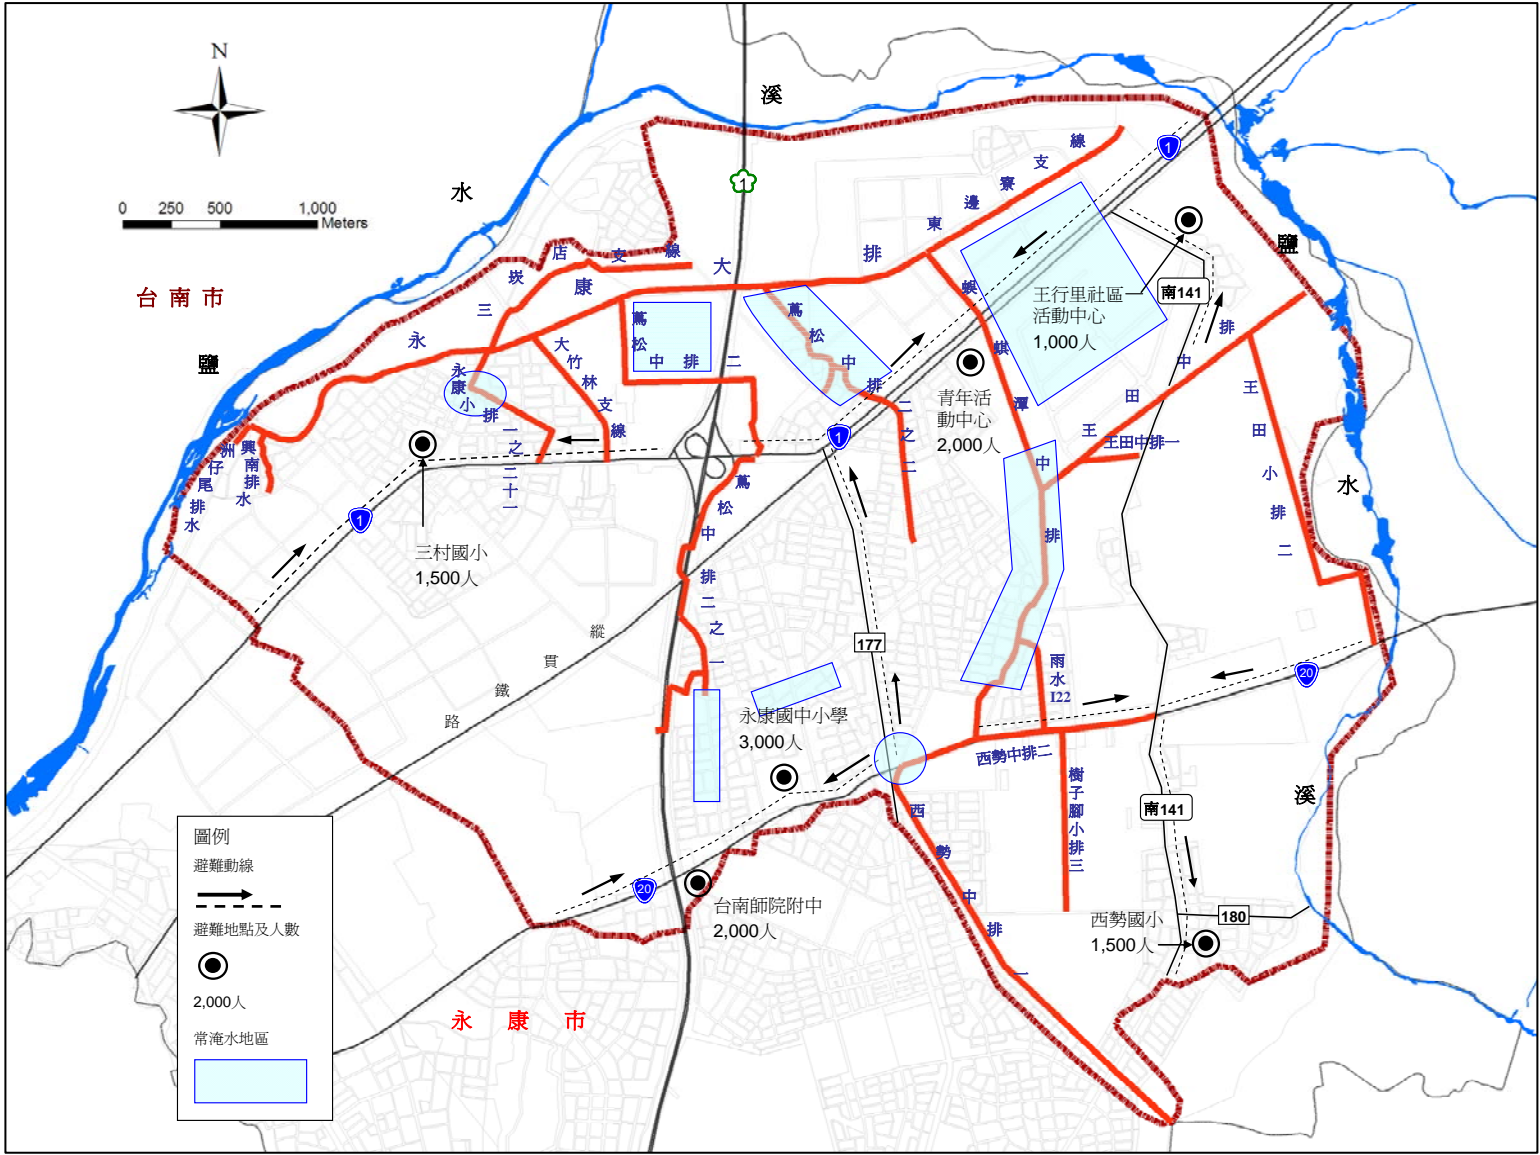 N
0 250 500 1,000
Meters
溪
水
鹽
台南市
鹽
水
溪
1
1
1
1
20
20
177
180
南141
南141
東邊寮支線
三崁店支線
永康大排
蔦松中排二
蔦松中排二之二
大竹林支線
永康小排一之二十一
興南排水
洲仔尾排水
蔦松中排二之一
蜈蜞潭中排
王田中排
王田中排一
王田小排二
雨水
I22
西勢中排二
西勢中排一
樹子腳小排三
縱貫鐵路
王行里社區
活動中心
1,000人
青年活
動中心
2,000人
三村國小
1,500人
永康國中小學
3,000人
台南師院附中
2,000人
西勢國小
1,500人
永康市
圖例
避難動線
避難地點及人數
2,000人
常淹水地區